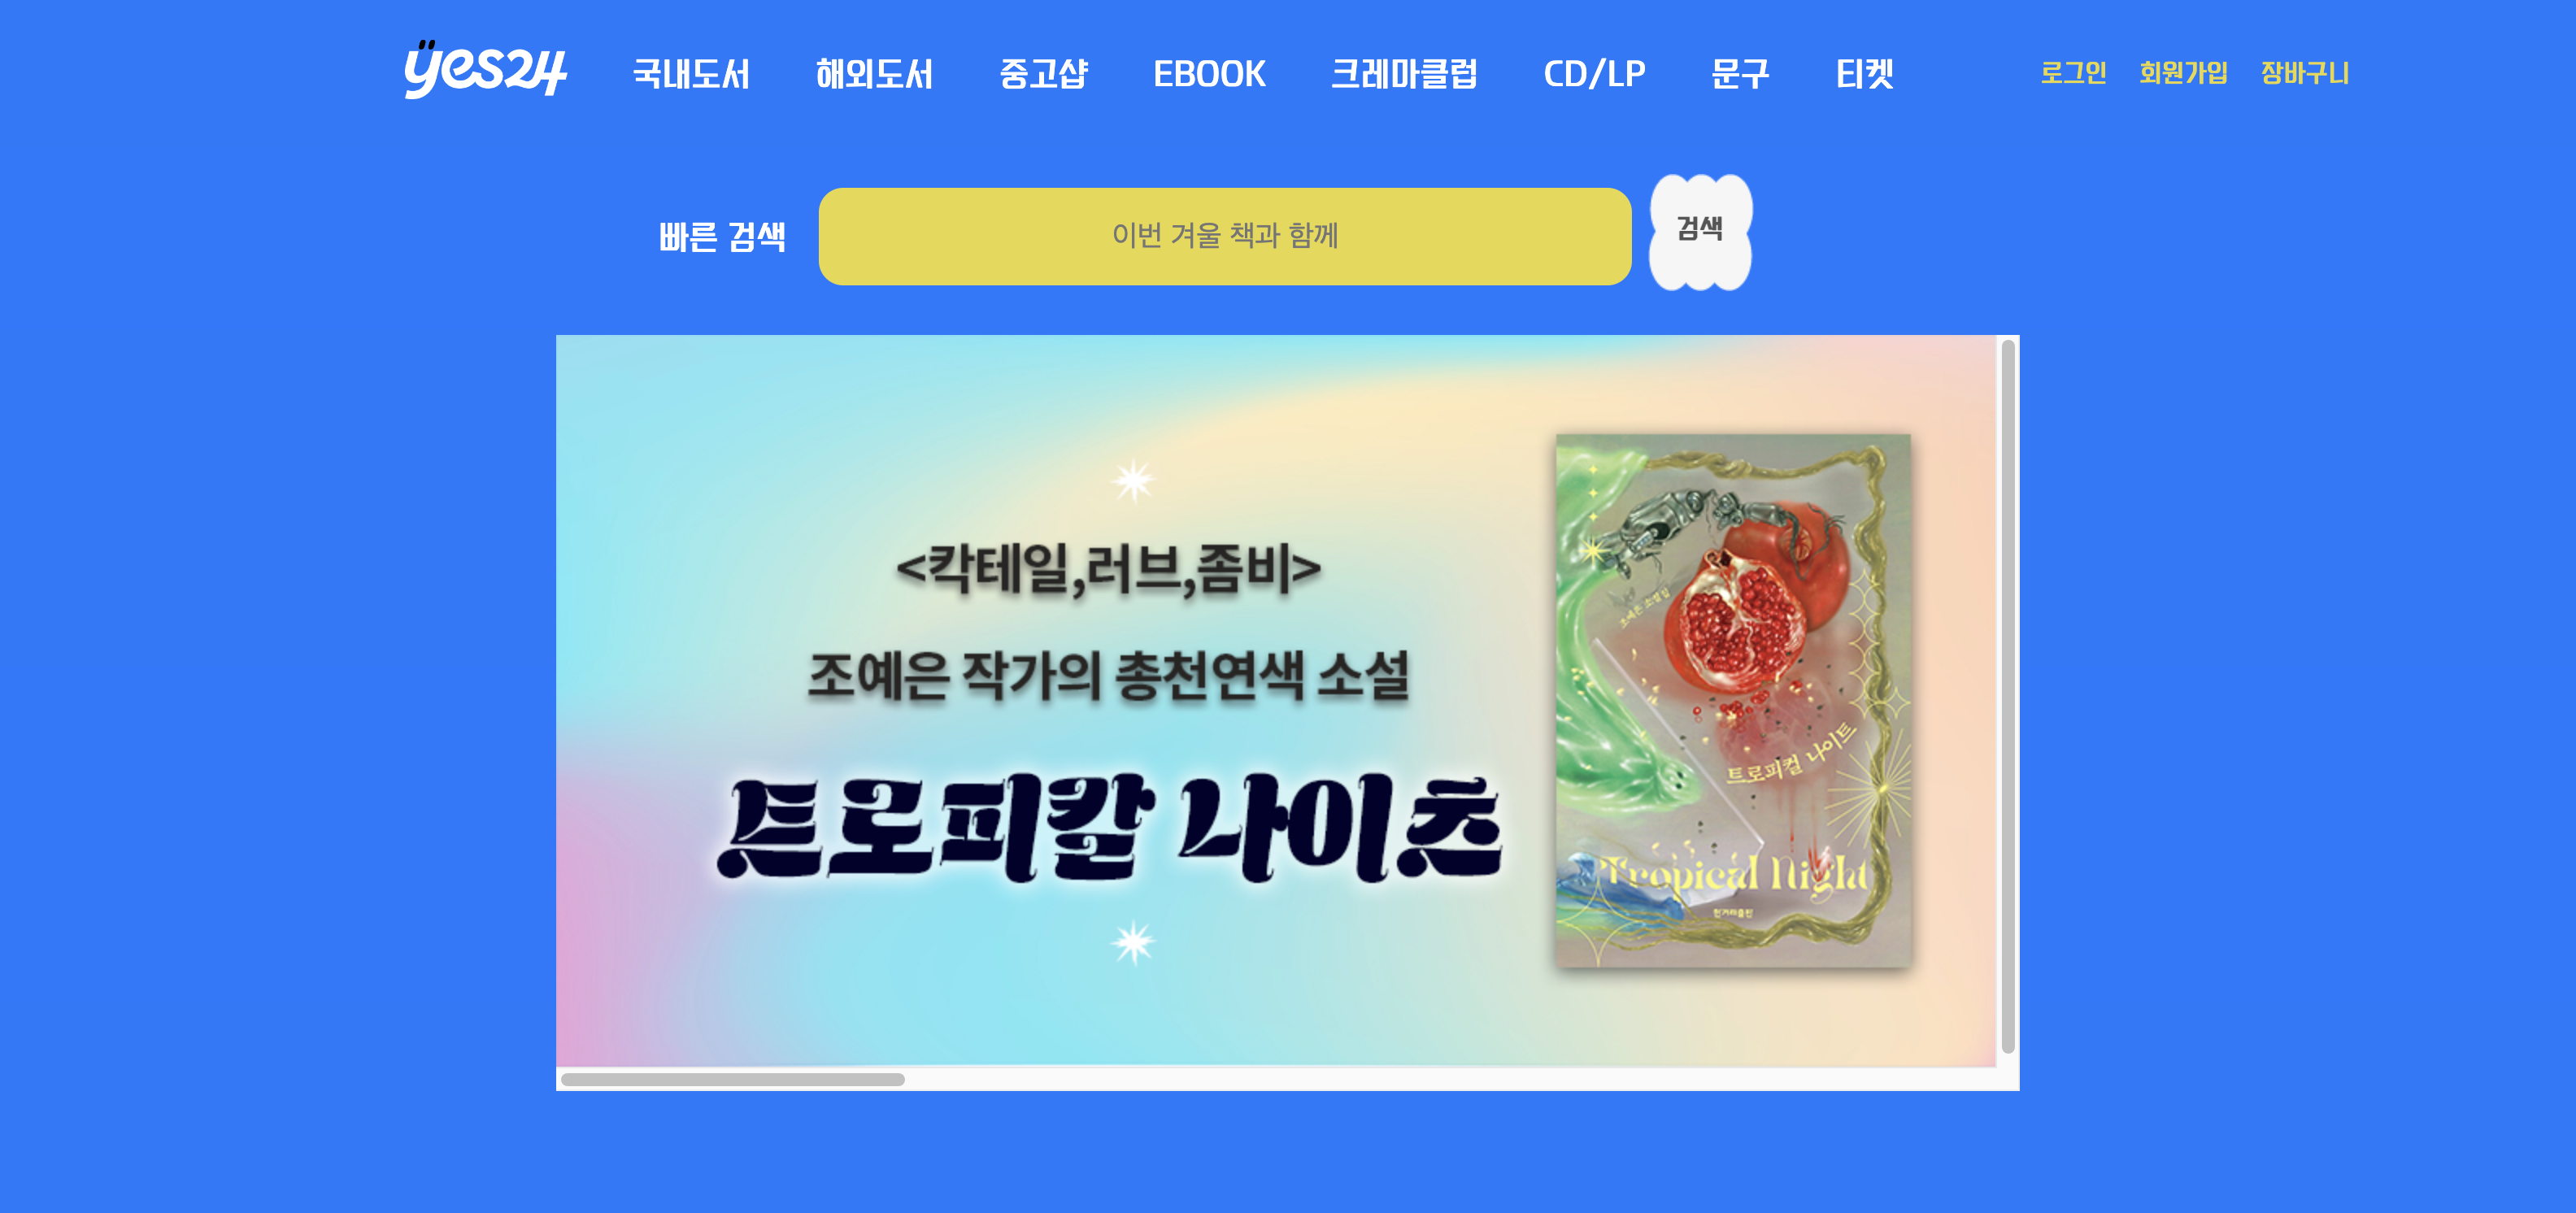 yes24
국내도서 해외도서 중고샵 EBOOK 크레마클럽 CD/LP 문구 티켓
로그인 회원가입 장바구니
빠른 검색
이번 겨울 책과 함께
검색
<칵테일,러브,좀비>
조예은 작가의 총천연색 소설
트로피칼 나이츠
조예은 소설집
트로피컬 나이트
Tropical Night
한겨레출판